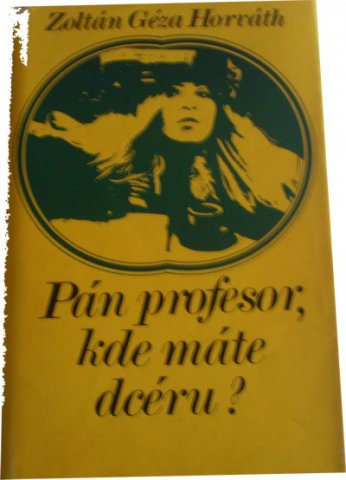 Zoltán Géza Horváth
Pán profesor,
kde máte
dcéru?